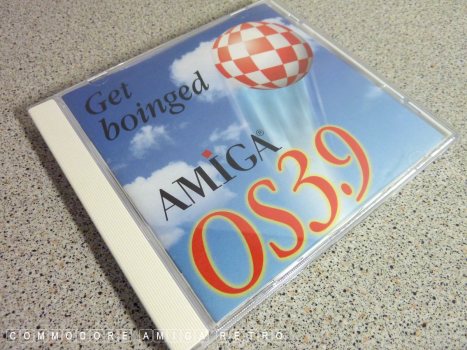 Get
boinged
AMIGA®
OS3.9
COMMODORE AMIGA RETRO